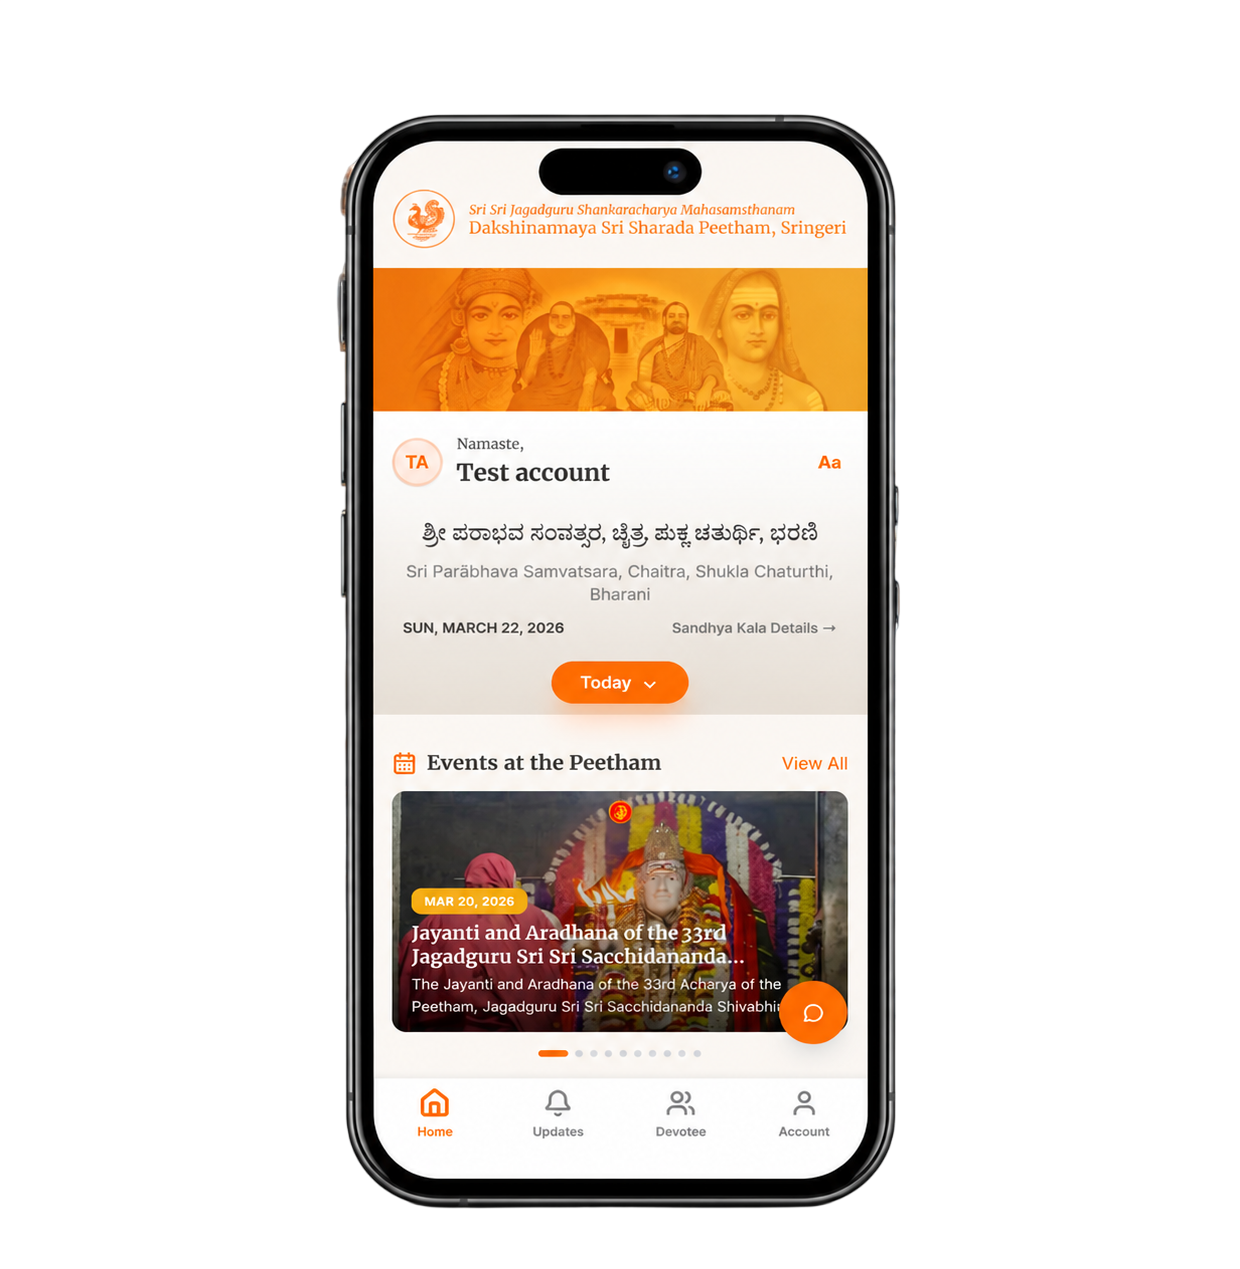 Sri Sri Jagadguru Shankaracharya Mahasamsthanam
Dakshinamnaya Sri Sharada Peetham, Sringeri
TA
Namaste,
Test account
Aa
ಶ್ರೀ ಪರಾಭವ ಸಂವತ್ಸರ, ಚೈತ್ರ, ಶುಕ್ಲ ಚತುರ್ಥಿ, ಭರಣಿ
Sri Parābhava Samvatsara, Chaitra, Shukla Chaturthi,
Bharani
SUN, MARCH 22, 2026
Sandhya Kala Details →
Today
Events at the Peetham
View All
MAR 20, 2026
Jayanti and Aradhana of the 33rd
Jagadguru Sri Sri Sacchidananda...
The Jayanti and Aradhana of the 33rd Acharya of the
Peetham, Jagadguru Sri Sri Sacchidananda Shivabhi
Home
Updates
Devotee
Account